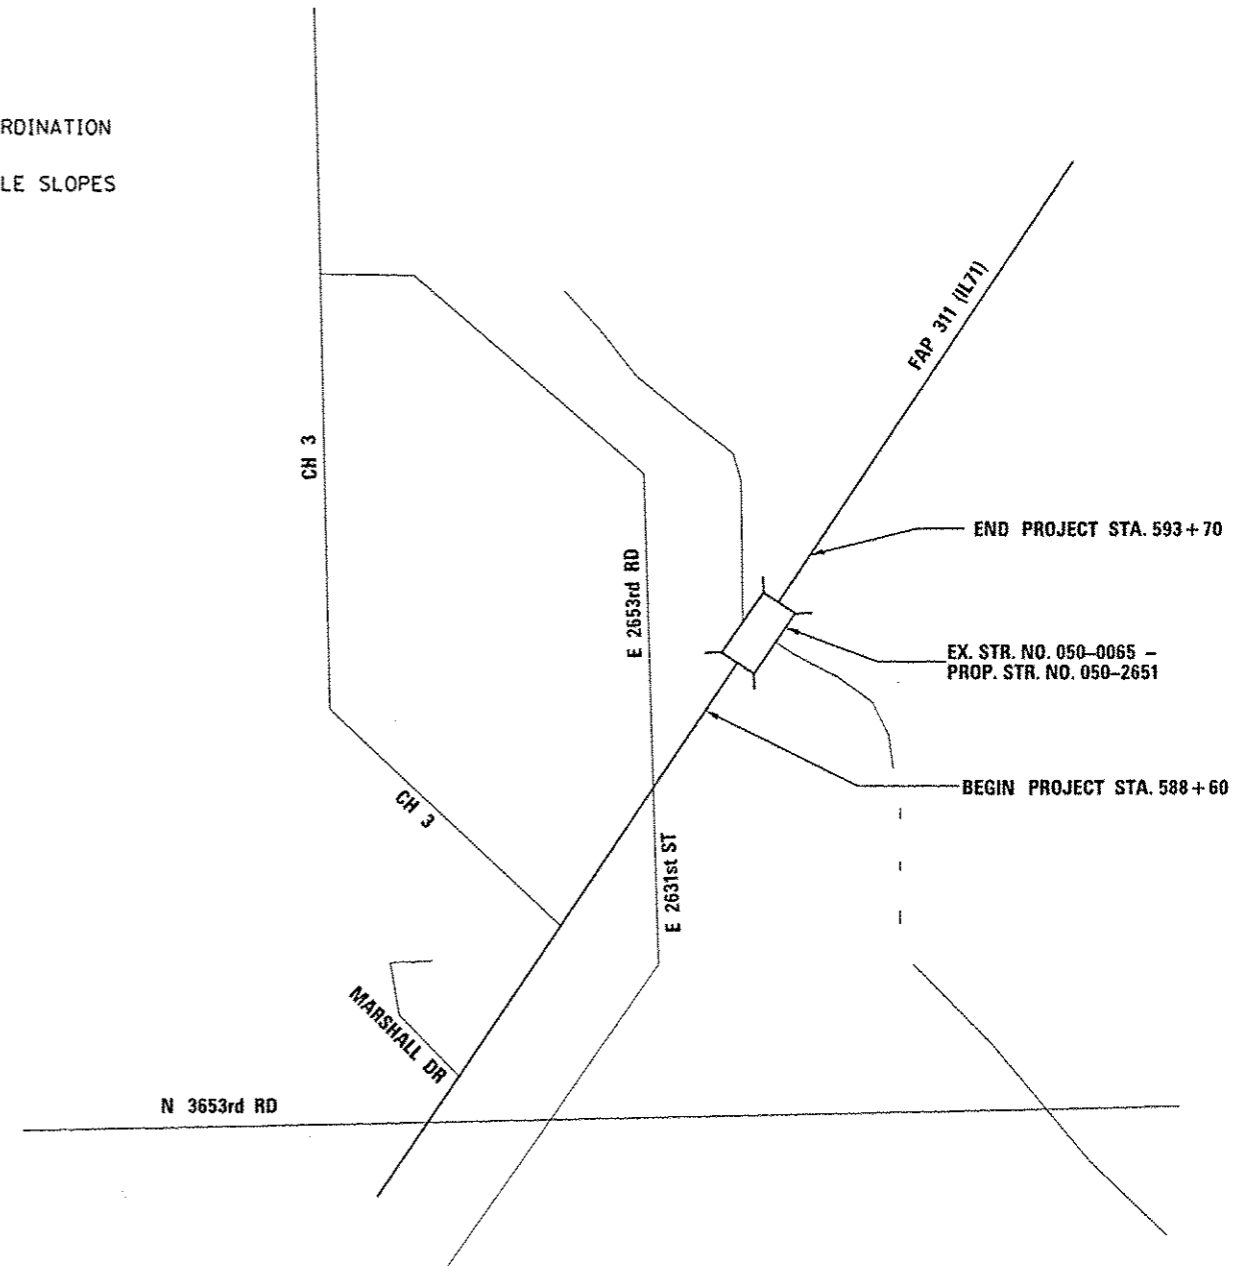 RDINATION
LE SLOPES
FAP 311 (IL71)
CH 3
END PROJECT STA. 593+70
E 2653rd RD
EX. STR. NO. 050-0065 –
PROP. STR. NO. 050-2651
BEGIN PROJECT STA. 588+60
CH 3
E 2631st ST
MARSHALL DR
N 3653rd RD